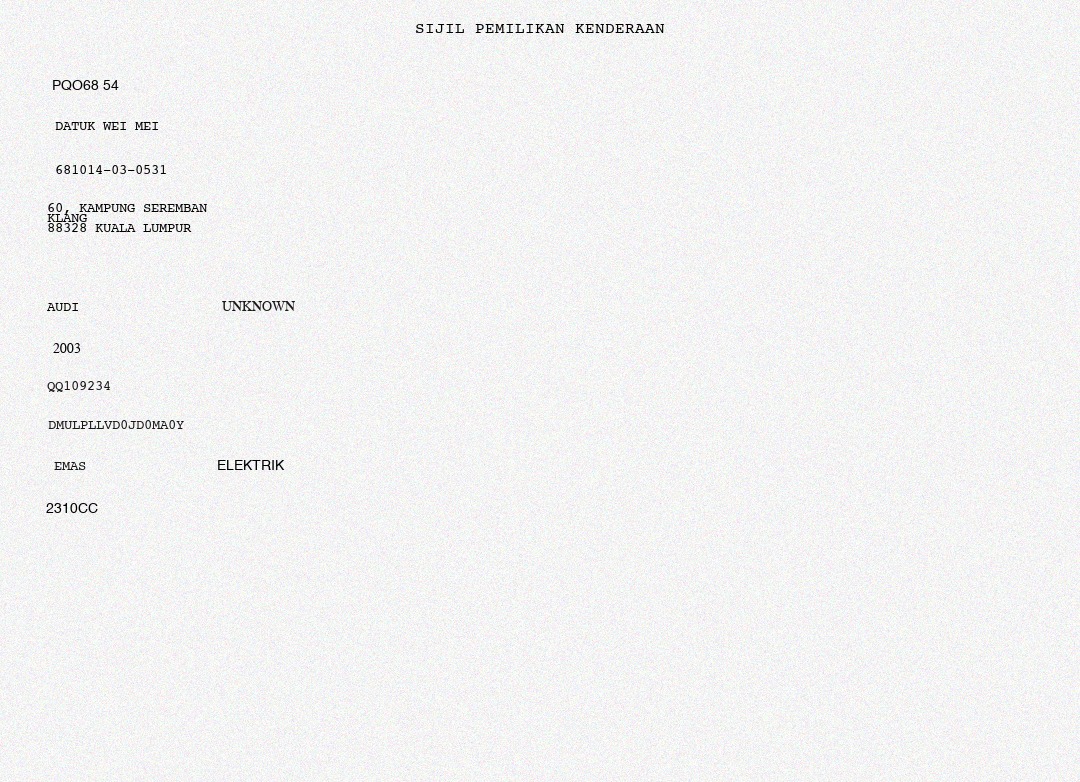 SIJIL PEMILIKAN KENDERAAN
PQO68 54
DATUK WEI MEI
681014-03-0531
60, KAMPUNG SEREMBAN
KLANG
88328 KUALA LUMPUR
AUDI UNKNOWN
2003
QQ109234
DMULPLLVD0JD0MA0Y
EMAS ELEKTRIK
2310CC